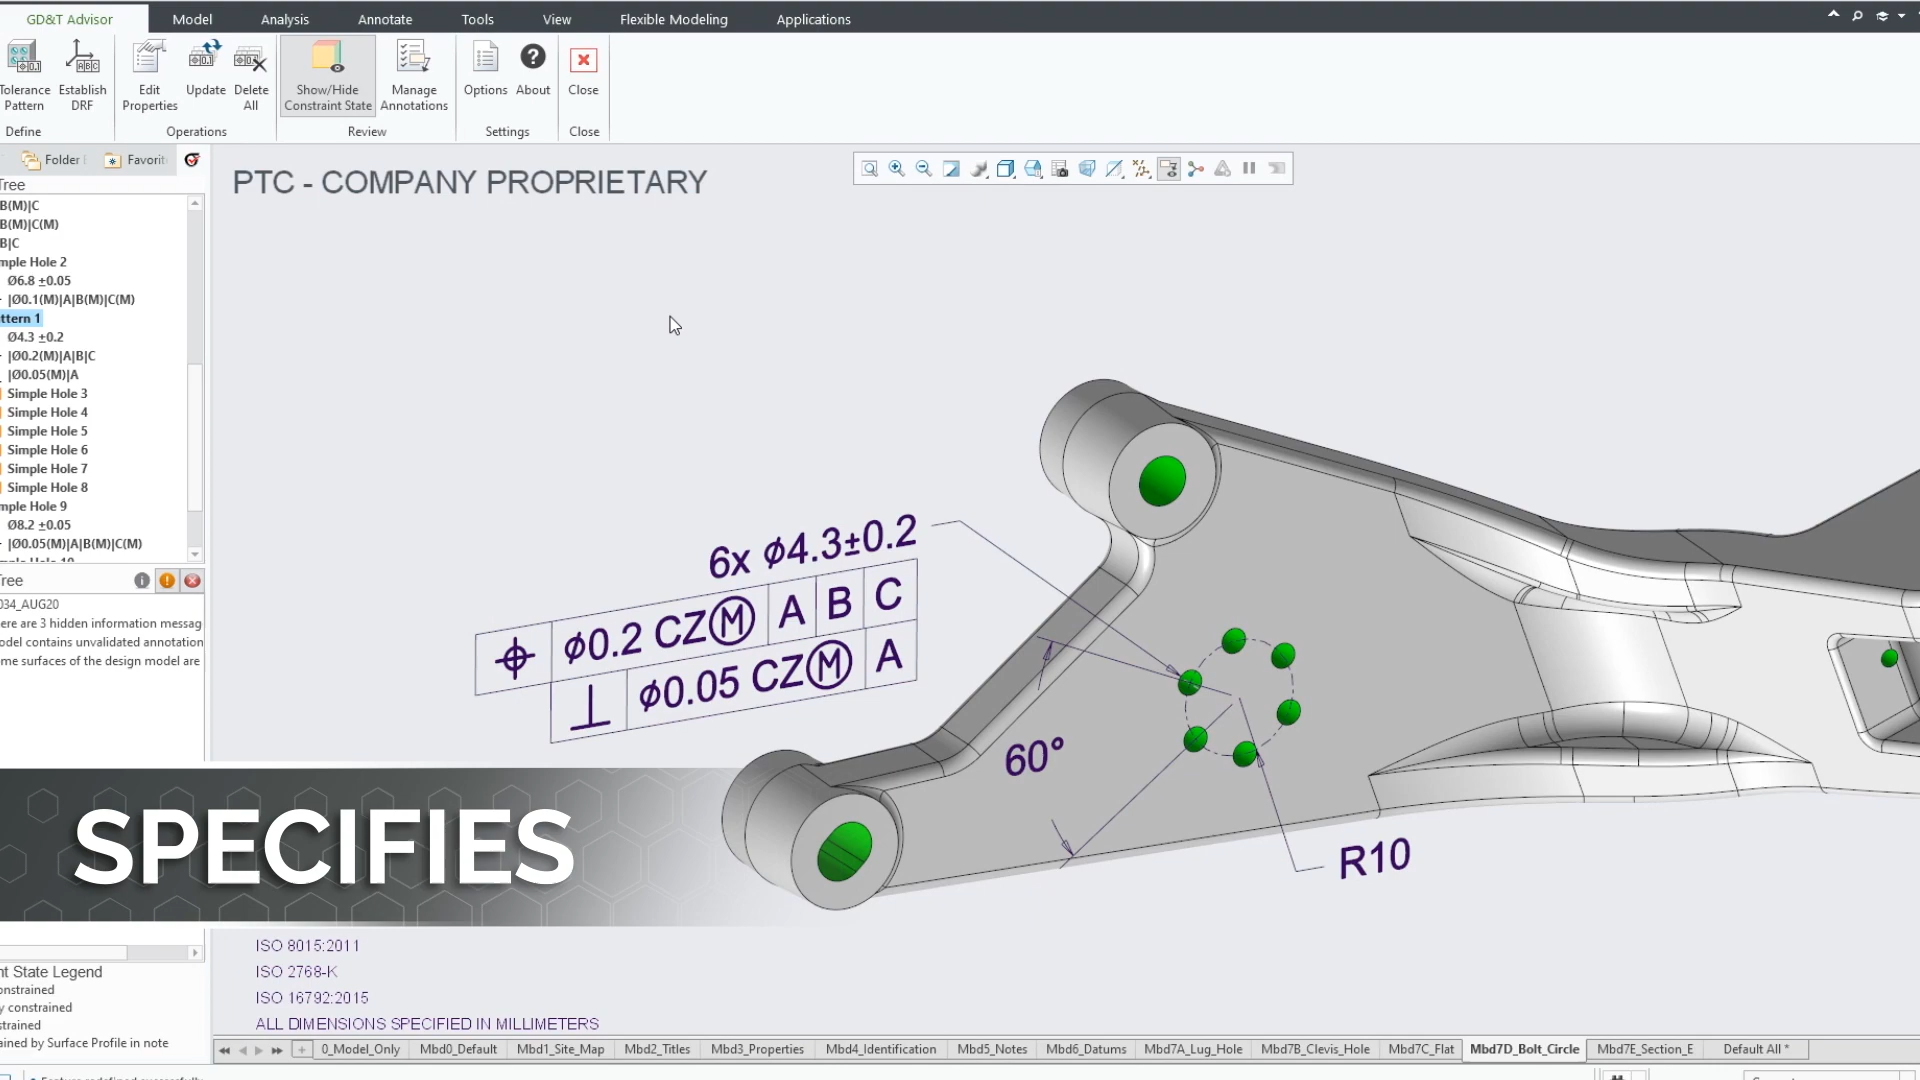 GD&T Advisor Model Analysis Annotate Tools View Flexible Modeling Applications
Tolerance Pattern
Establish DRF
Edit Properties
Update
Delete All
Show/Hide Constraint State
Manage Annotations
Options
About
Close
Define Operations Review Settings Close
Folder Favorit
Tree
B(M)|C
B(M)|C(M)
B|C
mple Hole 2
Ø6.8 ±0.05
|Ø0.1(M)|A|B(M)|C(M)
ttern 1
Ø4.3 ±0.2
|Ø0.2(M)|A|B|C
|Ø0.05(M)|A
Simple Hole 3
Simple Hole 4
Simple Hole 5
Simple Hole 6
Simple Hole 7
Simple Hole 8
mple Hole 9
Ø8.2 ±0.05
|Ø0.05(M)|A|B(M)|C(M)
Tree
034_AUG20
ere are 3 hidden information messag
odel contains unvalidated annotation
me surfaces of the design model are
PTC - COMPANY PROPRIETARY
6x ⌀4.3±0.2
⌖ ⌀0.2 CZⓂ A B C
⟂ ⌀0.05 CZⓂ A
60°
R10
SPECIFIES
ISO 8015:2011
ISO 2768-K
ISO 16792:2015
ALL DIMENSIONS SPECIFIED IN MILLIMETERS
nt State Legend
onstrained
y constrained
strained
ained by Surface Profile in note
0_Model_Only Mbd0_Default Mbd1_Site_Map Mbd2_Titles Mbd3_Properties Mbd4_Identification Mbd5_Notes Mbd6_Datums Mbd7A_Lug_Hole Mbd7B_Clevis_Hole Mbd7C_Flat Mbd7D_Bolt_Circle Mbd7E_Section_E Default All *